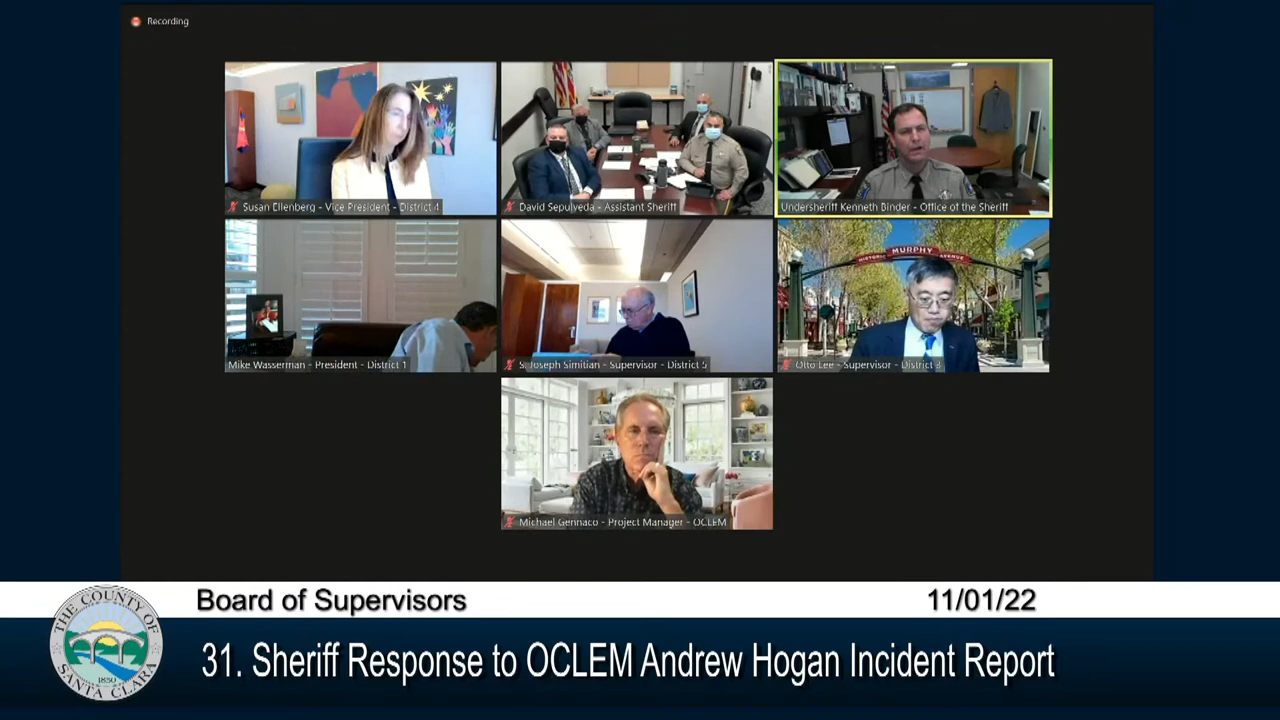 Recording
Susan Ellenberg - Vice President - District 4
David Sepulveda - Assistant Sheriff
Undersheriff Kenneth Binder - Office of the Sheriff
HISTORIC MURPHY AVENUE
Mike Wasserman - President - District 1
S. Joseph Simitian - Supervisor - District 5
Otto Lee - Supervisor - District 3
Michael Gennaco - Project Manager - OCLEM
Board of Supervisors
11/01/22
THE COUNTY OF SANTA CLARA
1850
31. Sheriff Response to OCLEM Andrew Hogan Incident Report